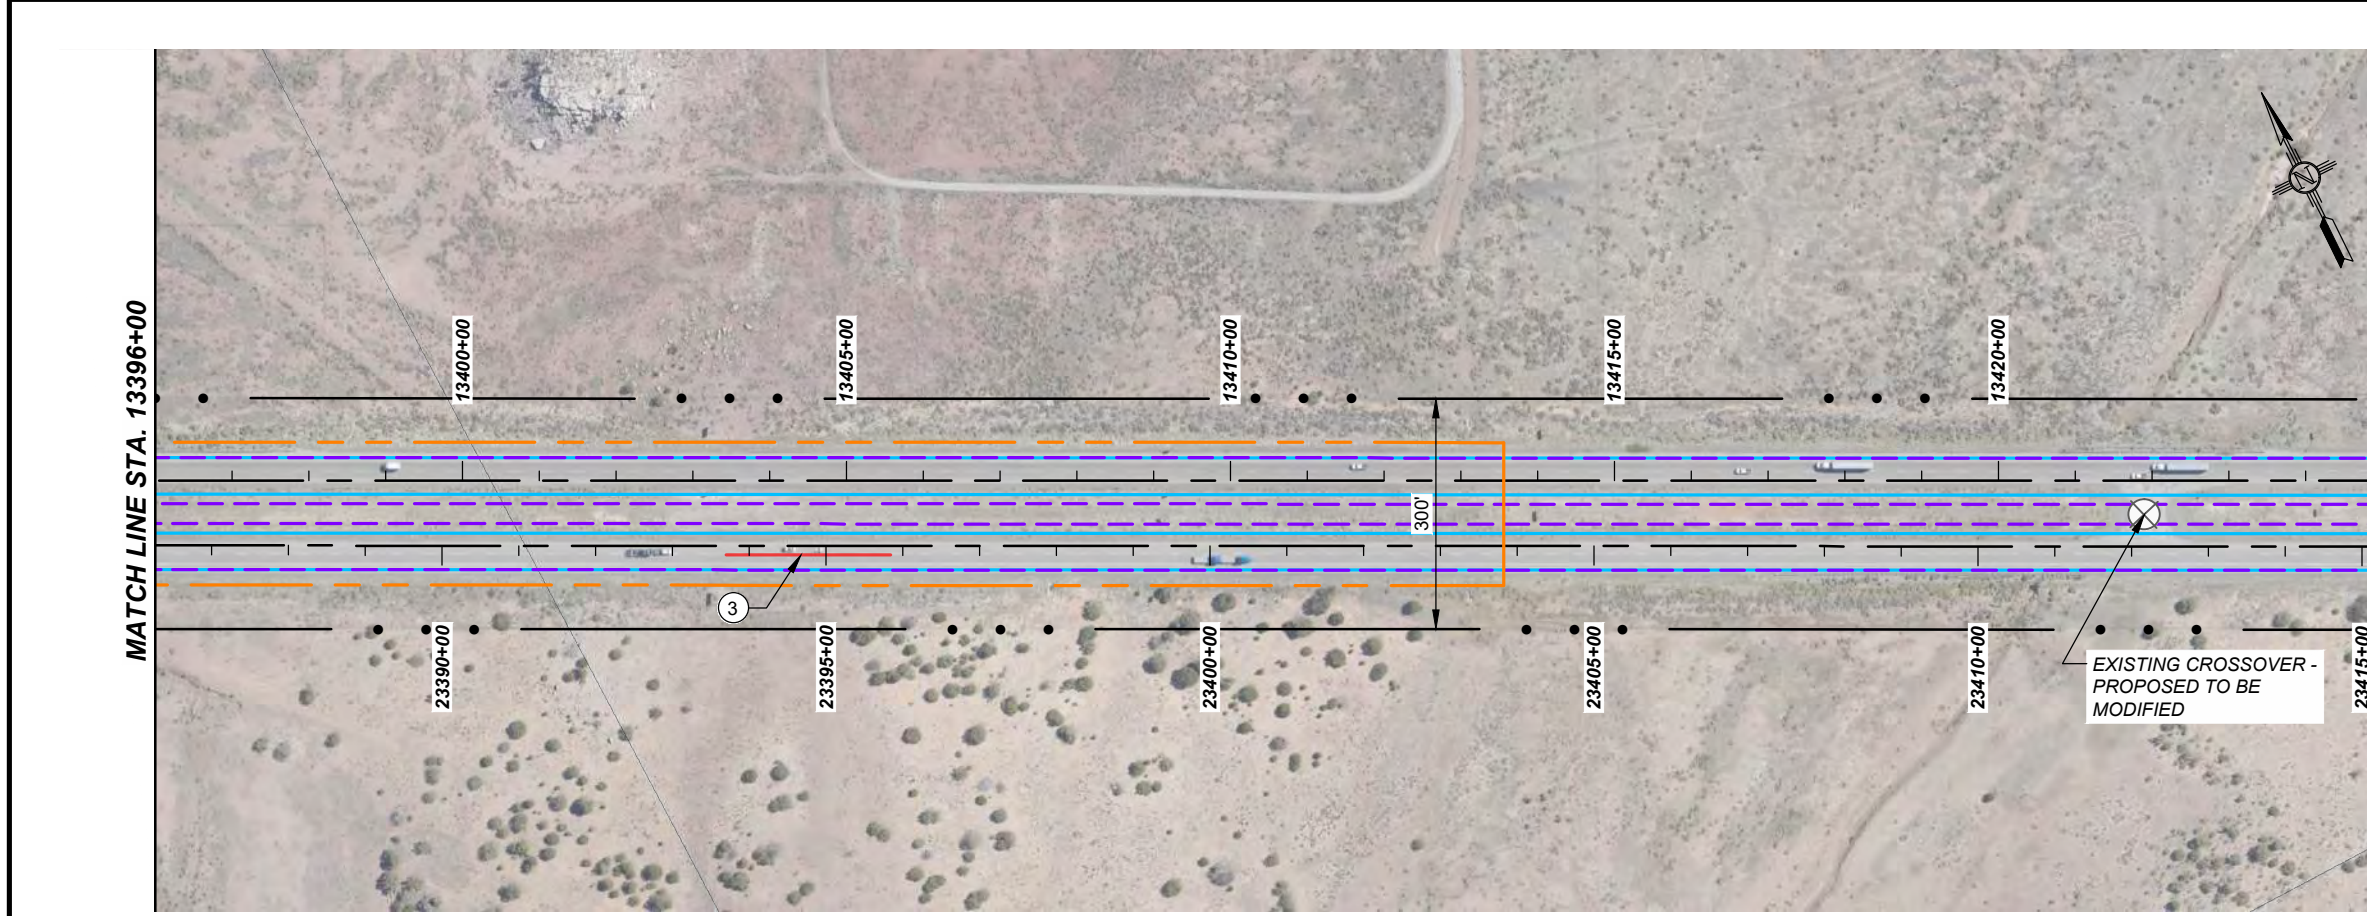 MATCH LINE STA. 13396+00
13400+00
13405+00
13410+00
13415+00
13420+00
N
300'
3
23390+00
23395+00
23400+00
23405+00
23410+00
23415+00
EXISTING CROSSOVER -
PROPOSED TO BE
MODIFIED